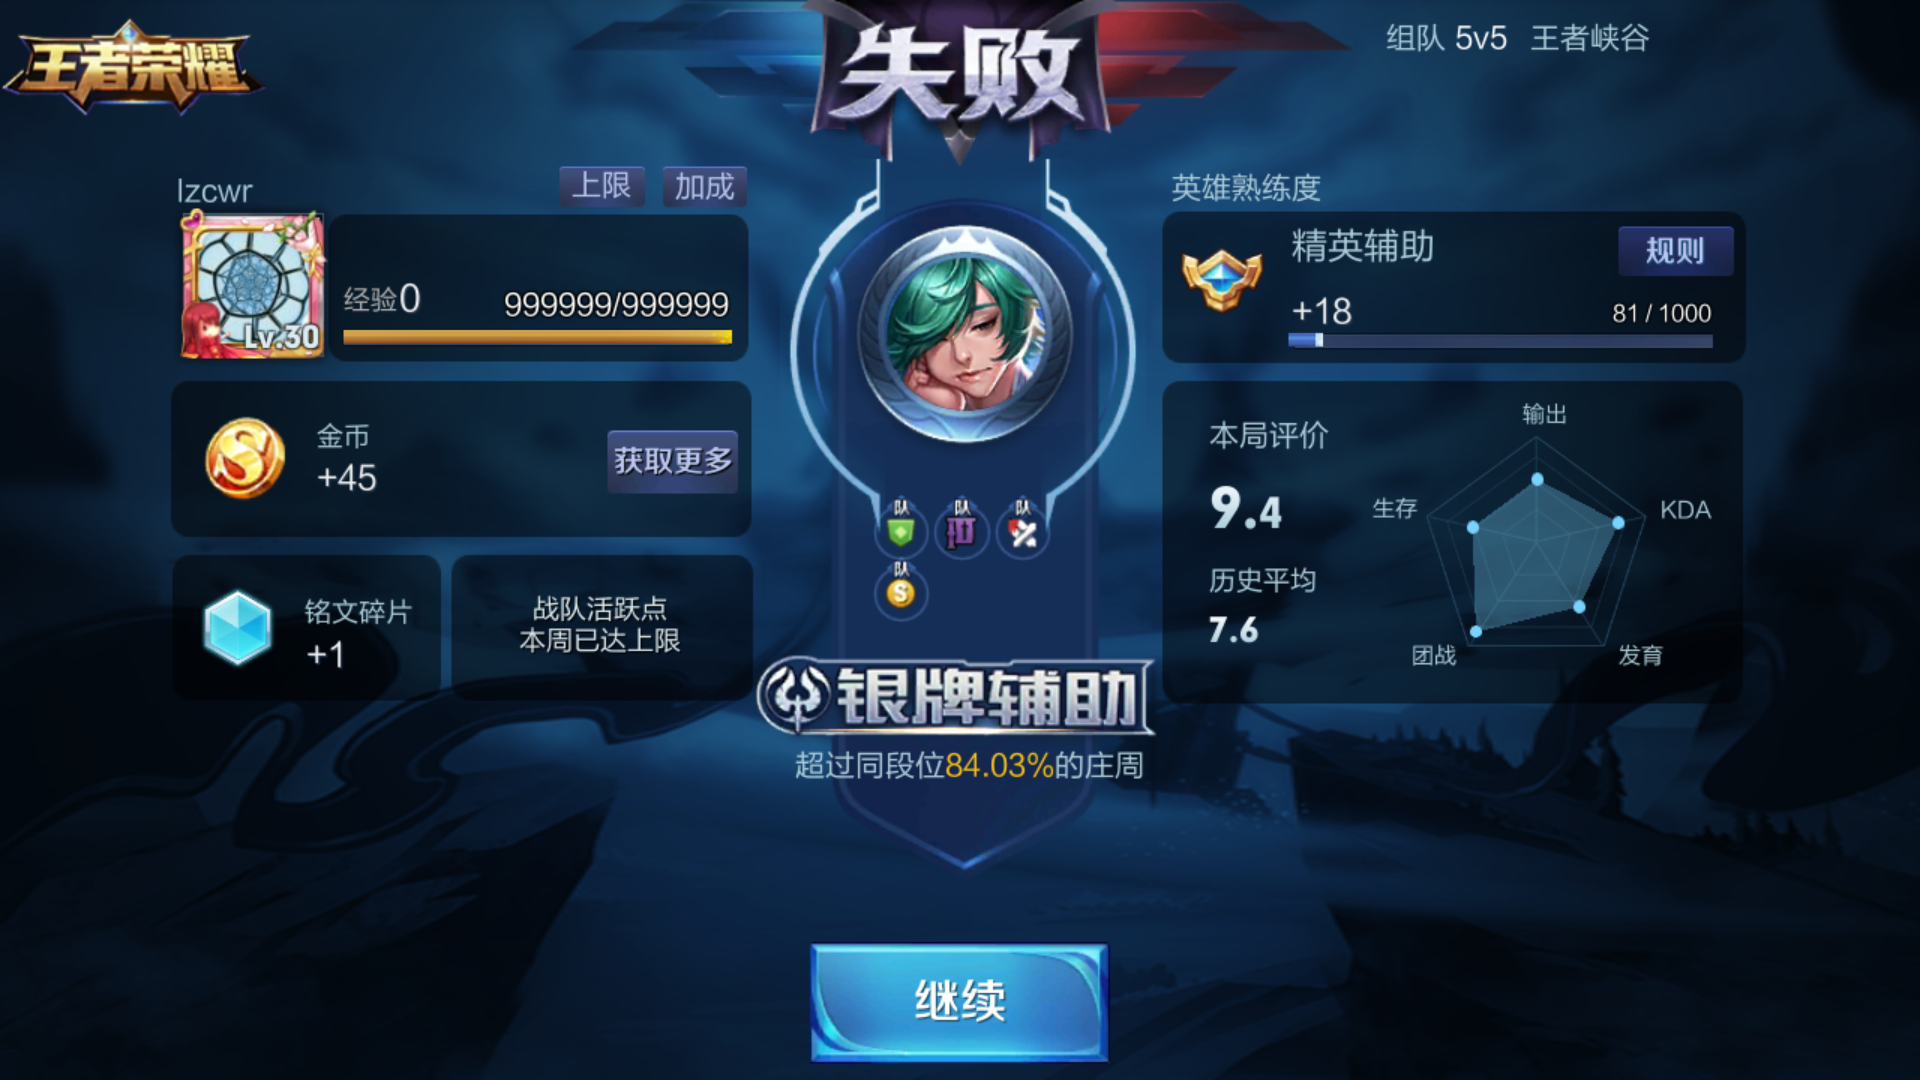 王者荣耀
失败
组队 5v5 王者峡谷
lzcwr
上限
加成
Lv.30
经验0
999999/999999
金币
+45
获取更多
铭文碎片
+1
战队活跃点
本周已达上限
队
队
队
队
银牌辅助
超过同段位84.03%的庄周
英雄熟练度
精英辅助
规则
+18
81 / 1000
本局评价
9.4
历史平均
7.6
输出
生存
KDA
团战
发育
继续